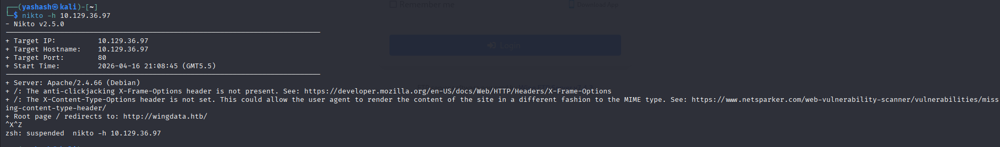 ┌──(yashash㉿kali)-[~]
└─$ nikto -h 10.129.36.97
- Nikto v2.5.0
---------------------------------------------------------------------------
+ Target IP:          10.129.36.97
+ Target Hostname:    10.129.36.97
+ Target Port:        80
+ Start Time:         2026-04-16 21:08:45 (GMT5.5)
---------------------------------------------------------------------------
+ Server: Apache/2.4.66 (Debian)
+ /: The anti-clickjacking X-Frame-Options header is not present. See: https://developer.mozilla.org/en-US/docs/Web/HTTP/Headers/X-Frame-Options
+ /: The X-Content-Type-Options header is not set. This could allow the user agent to render the content of the site in a different fashion to the MIME type. See: https://www.netsparker.com/web-vulnerability-scanner/vulnerabilities/miss
ing-content-type-header/
+ Root page / redirects to: http://wingdata.htb/
^X^Z
zsh: suspended  nikto -h 10.129.36.97
Remember me
Download App
Login